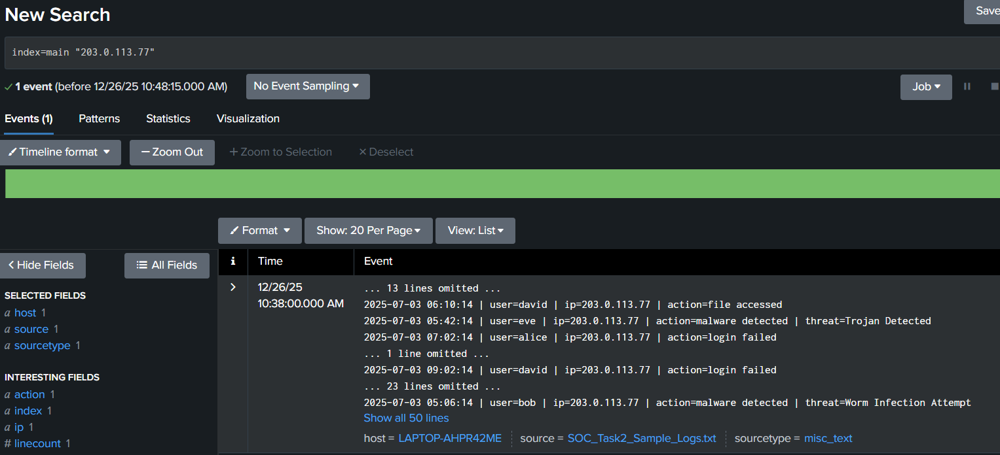 New Search
Save
index=main "203.0.113.77"
1 event (before 12/26/25 10:48:15.000 AM)
No Event Sampling
Job
Events (1)
Patterns
Statistics
Visualization
Timeline format
Zoom Out
Zoom to Selection
Deselect
Format
Show: 20 Per Page
View: List
Hide Fields
All Fields
i
Time
Event
SELECTED FIELDS
a host 1
a source 1
a sourcetype 1
INTERESTING FIELDS
a action 1
a index 1
a ip 1
# linecount 1
12/26/25
10:38:00.000 AM
... 13 lines omitted ...
2025-07-03 06:10:14 | user=david | ip=203.0.113.77 | action=file accessed
2025-07-03 05:42:14 | user=eve | ip=203.0.113.77 | action=malware detected | threat=Trojan Detected
2025-07-03 07:02:14 | user=alice | ip=203.0.113.77 | action=login failed
... 1 line omitted ...
2025-07-03 09:02:14 | user=david | ip=203.0.113.77 | action=login failed
... 23 lines omitted ...
2025-07-03 05:06:14 | user=bob | ip=203.0.113.77 | action=malware detected | threat=Worm Infection Attempt
Show all 50 lines
host = LAPTOP-AHPR42ME
source = SOC_Task2_Sample_Logs.txt
sourcetype = misc_text